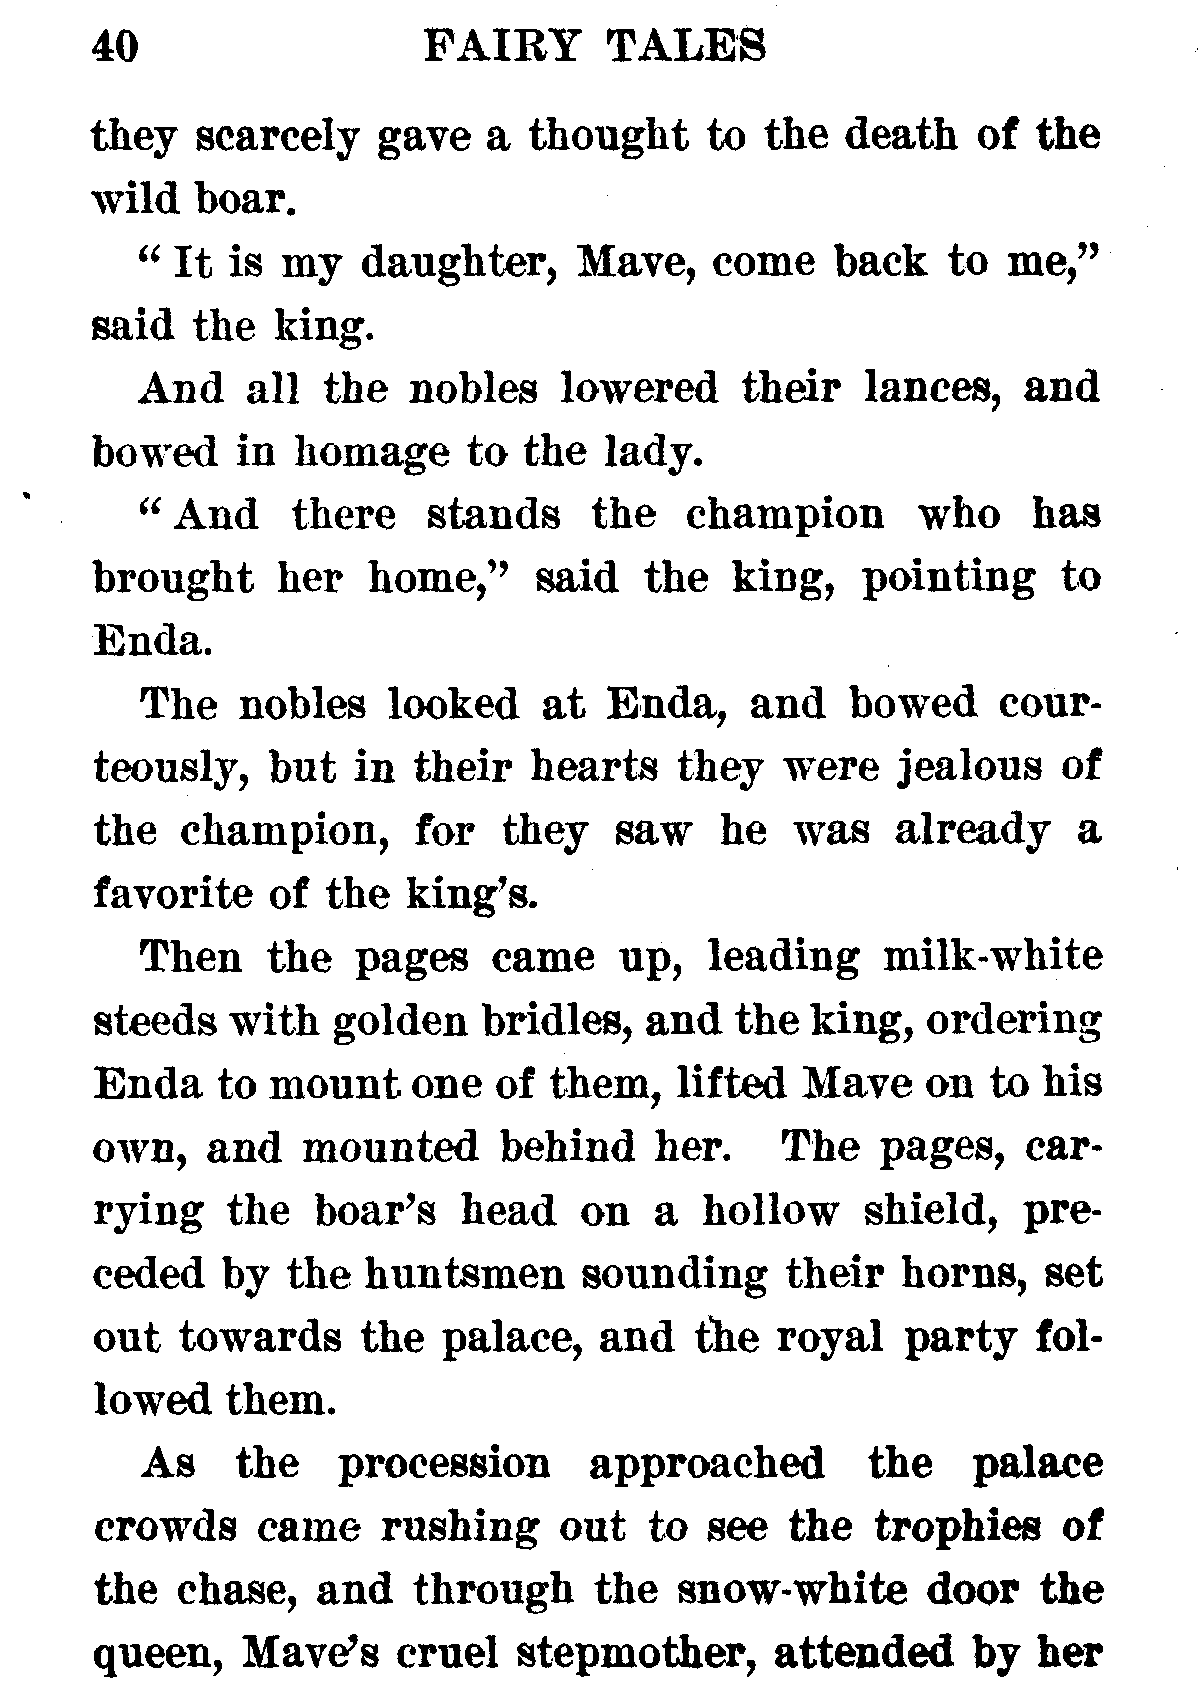 40 FAIRY TALES
they scarcely gave a thought to the death of the
wild boar.
“ It is my daughter, Mave, come back to me,”
said the king.
And all the nobles lowered their lances, and
bowed in homage to the lady.
“ And there stands the champion who has
brought her home,” said the king, pointing to
Enda.
The nobles looked at Enda, and bowed cour-
teously, but in their hearts they were jealous of
the champion, for they saw he was already a
favorite of the king’s.
Then the pages came up, leading milk-white
steeds with golden bridles, and the king, ordering
Enda to mount one of them, lifted Mave on to his
own, and mounted behind her. The pages, car-
rying the boar’s head on a hollow shield, pre-
ceded by the huntsmen sounding their horns, set
out towards the palace, and the royal party fol-
lowed them.
As the procession approached the palace
crowds came rushing out to see the trophies of
the chase, and through the snow-white door the
queen, Mave’s cruel stepmother, attended by her